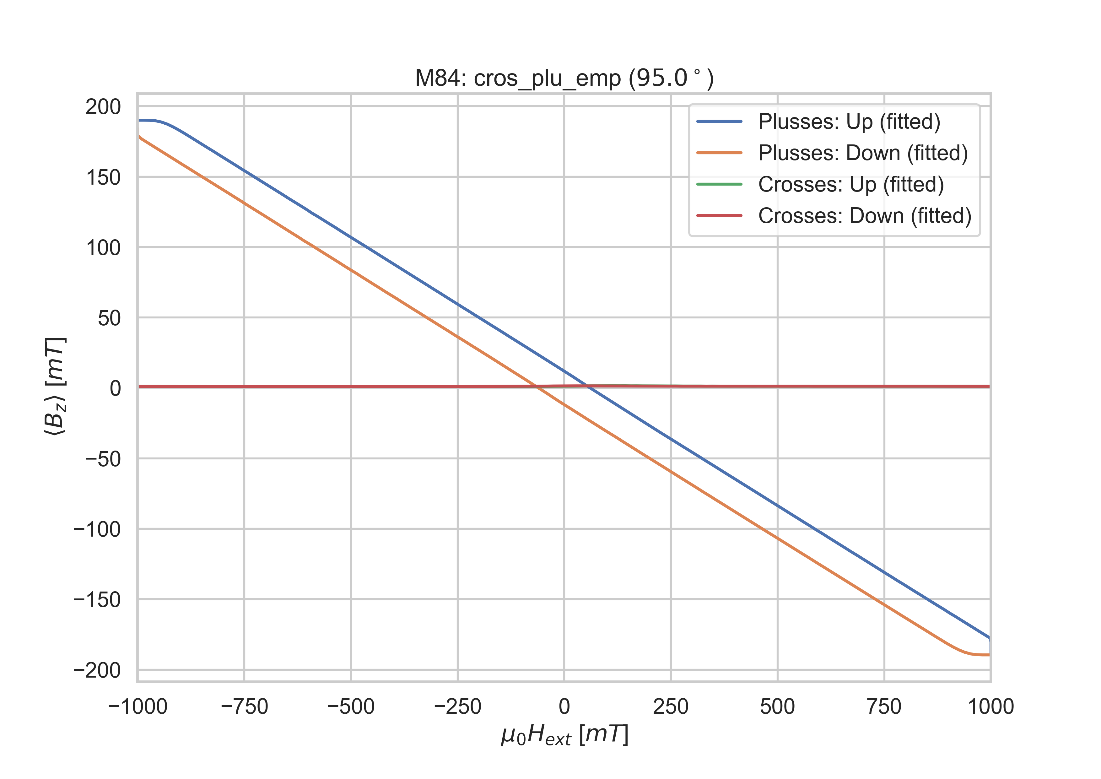 M84: cros_plu_emp (95.0°)
200
150
100
50
0
−50
−100
−150
−200
⟨B_z⟩ [mT]
Plusses: Up (fitted)
Plusses: Down (fitted)
Crosses: Up (fitted)
Crosses: Down (fitted)
−1000 −750 −500 −250 0 250 500 750 1000
μ₀H_ext [mT]